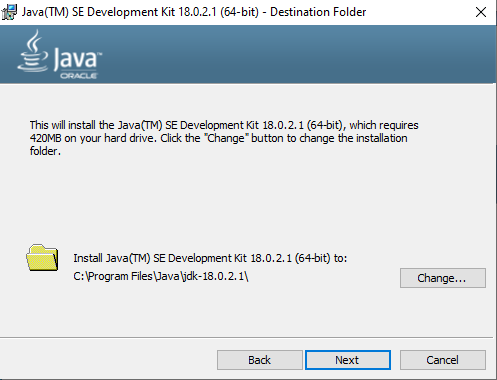 Java(TM) SE Development Kit 18.0.2.1 (64-bit) - Destination Folder
Java™
ORACLE
This will install the Java(TM) SE Development Kit 18.0.2.1 (64-bit), which requires
420MB on your hard drive. Click the "Change" button to change the installation
folder.
Install Java(TM) SE Development Kit 18.0.2.1 (64-bit) to:
C:\Program Files\Java\jdk-18.0.2.1\
Change...
Back
Next
Cancel